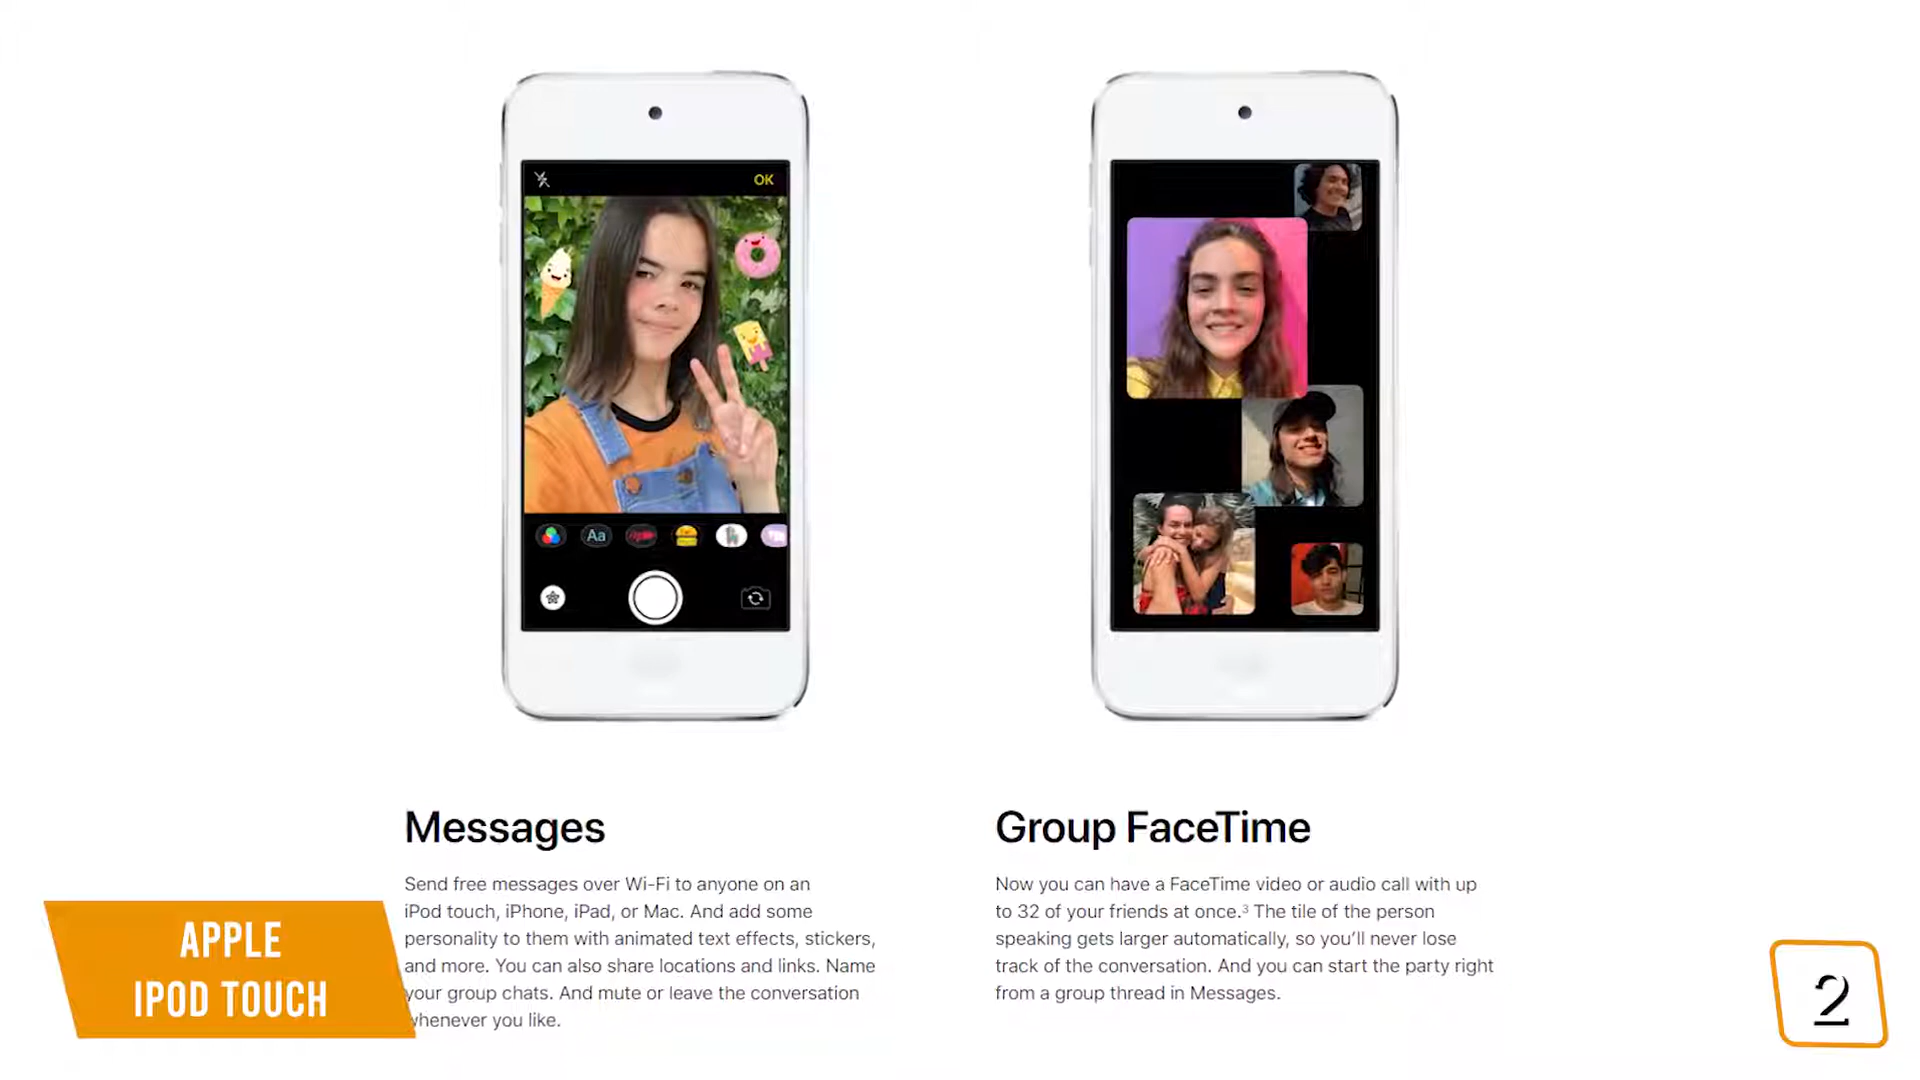 OK
Aa
Messages
Send free messages over Wi-Fi to anyone on an
iPod touch, iPhone, iPad, or Mac. And add some
personality to them with animated text effects, stickers,
and more. You can also share locations and links. Name
your group chats. And mute or leave the conversation
whenever you like.
Group FaceTime
Now you can have a FaceTime video or audio call with up
to 32 of your friends at once.³ The tile of the person
speaking gets larger automatically, so you’ll never lose
track of the conversation. And you can start the party right
from a group thread in Messages.
APPLE
IPOD TOUCH
2